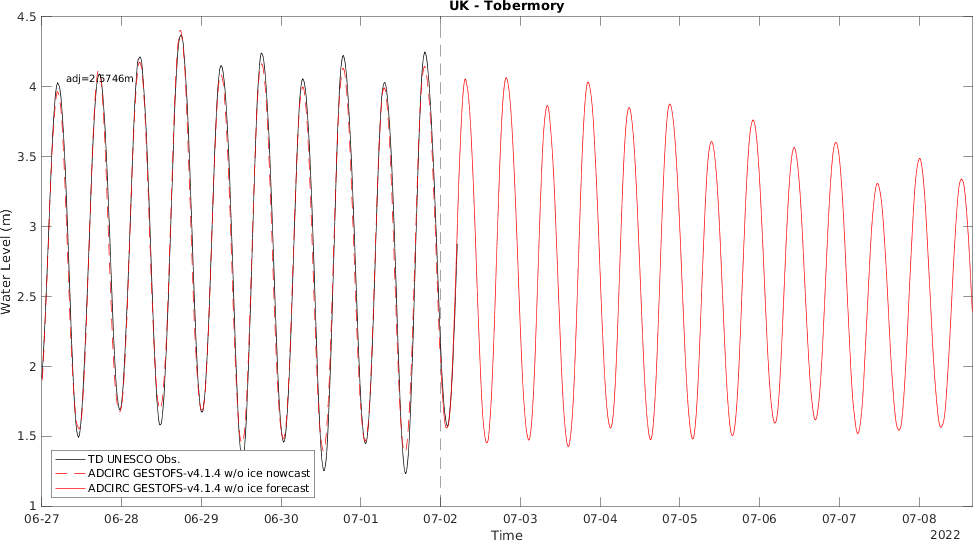 UK - Tobermory
4.5
adj=2.5746m
4
3.5
3
2.5
2
1.5
1
Water Level (m)
TD UNESCO Obs.
ADCIRC GESTOFS-v4.1.4 w/o ice nowcast
ADCIRC GESTOFS-v4.1.4 w/o ice forecast
06-27 06-28 06-29 06-30 07-01 07-02 07-03 07-04 07-05 07-06 07-07 07-08
2022
Time